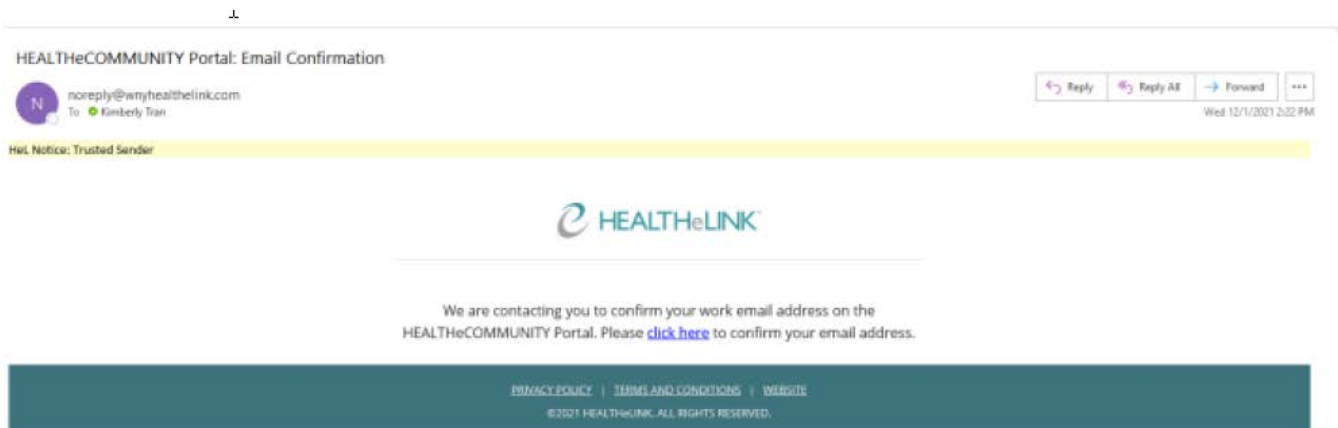 HEALTHeCOMMUNITY Portal: Email Confirmation
N
noreply@wnyhealthelink.com
To Kimberly Tran
Reply
Reply All
Forward
Wed 12/1/2021 2:22 PM
HeL Notice: Trusted Sender
HEALTHeLINK™
We are contacting you to confirm your work email address on the
HEALTHeCOMMUNITY Portal. Please click here to confirm your email address.
PRIVACY POLICY | TERMS AND CONDITIONS | WEBSITE
©2021 HEALTHeLINK. ALL RIGHTS RESERVED.